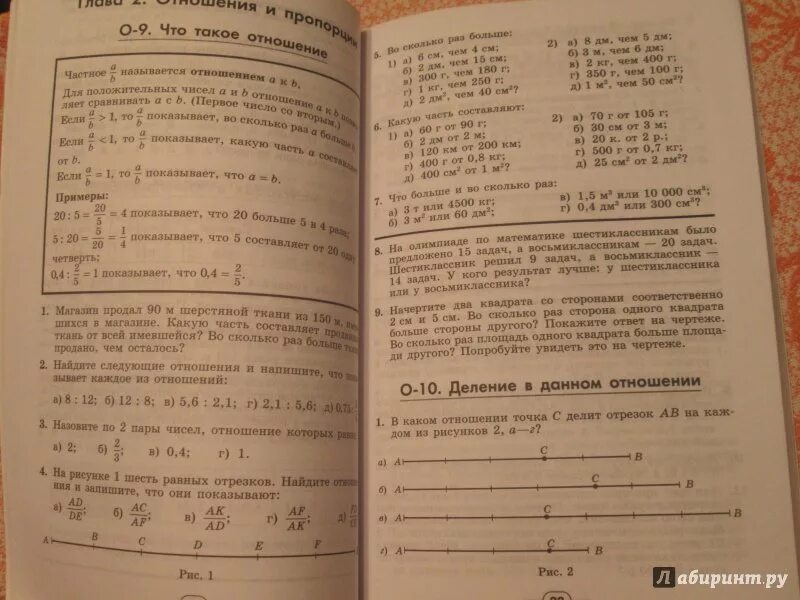 Глава 2. Отношения и пропорции
О-9. Что такое отношение
Частное a/b называется отношением a к b.
Для положительных чисел a и b отношение a к b
ляет сравнивать a с b. (Первое число со вторым.)
Если a/b > 1, то a/b показывает, во сколько раз a больше
Если a/b < 1, то a/b показывает, какую часть a
от b.
Если a/b = 1, то a/b показывает, что a = b.
Примеры:
20 : 5 = 20/5 = 4 показывает, что 20 больше 5 в 4 раза;
5 : 20 = 5/20 = 1/4 показывает, что 5 составляет от 20 одну
четверть;
0,4 : 2/5 = 1 показывает, что 0,4 = 2/5.
1. Магазин продал 90 м шерстяной ткани из 150 м,
шихся в магазине. Какую часть составляет
ткань от всей имевшейся? Во сколько раз больше
продано, чем осталось?
2. Найдите следующие отношения и напишите, что
зывает каждое из отношений:
а) 8 : 12; б) 12 : 8; в) 5,6 : 2,1; г) 2,1 : 5,6; д) 0,75 :
3. Назовите по 2 пары чисел, отношение которых
а) 2; б) 2/3; в) 0,4; г) 1.
4. На рисунке 1 шесть равных отрезков. Найдите
ния и запишите, что они показывают:
а) AD/DE; б) AC/AF; в) AK/AD; г) AF/AK; д)
A B C D E F
Рис. 1
5. Во сколько раз больше:
1) а) 6 см, чем 4 см;
б) 2 дм, чем 15 см;
в) 300 г, чем 180 г;
г) 1 кг, чем 250 г;
д) 2 дм², чем 40 см²?
2) а) 8 дм, чем 5 дм;
б) 3 м, чем 6 дм;
в) 2 кг, чем 400 г;
г) 350 г, чем 100 г;
д) 1 м², чем 50 см²?
6. Какую часть составляют:
1) а) 60 г от 90 г;
б) 2 дм от 2 м;
в) 120 км от 200 км;
г) 400 г от 0,8 кг;
д) 400 см² от 1 м²?
2) а) 70 г от 105 г;
б) 30 см от 3 м;
в) 20 к. от 2 р.;
г) 500 г от 0,7 кг;
д) 25 см² от 2 дм²?
7. Что больше и во сколько раз:
а) 3 т или 4500 кг;
б) 3 м² или 60 дм²;
в) 1,5 м² или 10 000 см²;
г) 0,4 дм² или 300 см²?
8. На олимпиаде по математике шестиклассникам было
предложено 15 задач, а восьмиклассникам — 20 задач.
Шестиклассник решил 9 задач, а восьмиклассник —
14 задач. У кого результат лучше: у шестиклассника
или у восьмиклассника?
9. Начертите два квадрата со сторонами соответственно
2 см и 5 см. Во сколько раз сторона одного квадрата
больше стороны другого? Покажите ответ на чертеже.
Во сколько раз площадь одного квадрата больше площа-
ди другого? Попробуйте увидеть это на чертеже.
О-10. Деление в данном отношении
1. В каком отношении точка C делит отрезок AB на каж-
дом из рисунков 2, а—г?
а) A C B
б) A C B
в) A C B
г) A C B
Рис. 2
Лабиринт.ру